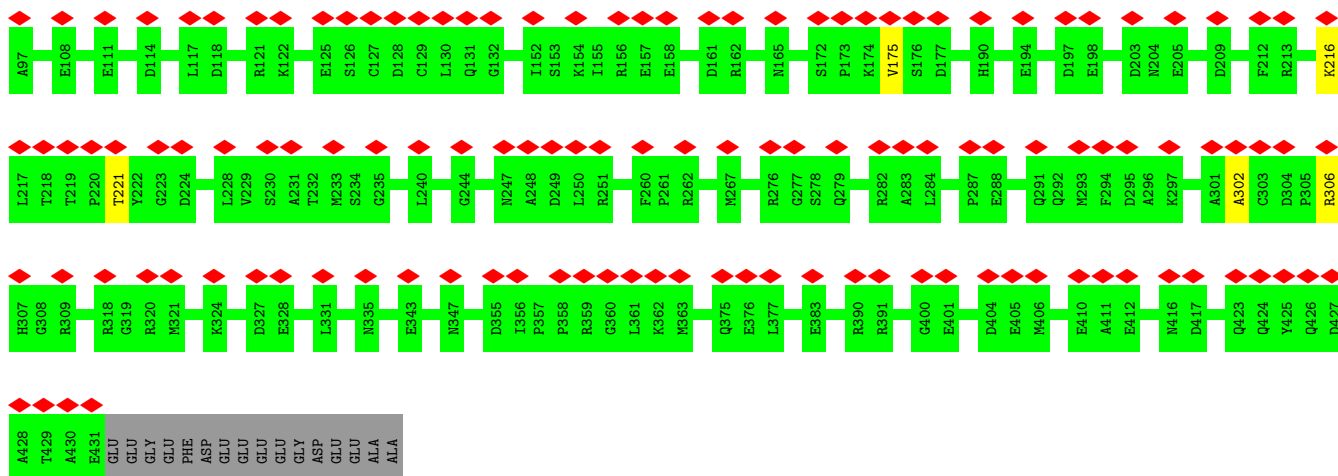 A97 E108 E111 D114 L117 D118 R121 K122 E125 S126 C127 D128 C129 L130 Q131 G132 I152 S153 K154 I155 R156 E157 E158 D161 R162 N165 S172 P173 K174 V175 S176 D177 H190 E194 D197 E198 D203 N204 E205 D209 F212 R213 K216
L217 T218 T219 P220 T221 Y222 G223 D224 L228 V229 S230 A231 T232 M233 S234 G235 L240 G244 N247 A248 D249 L250 R251 F260 P261 R262 M267 R276 G277 S278 Q279 R282 A283 L284 P287 E288 Q291 Q292 M293 F294 D295 A296 K297 A301 A302 C303 D304 P305 R306
H307 G308 R309 R318 G319 R320 M321 K324 D327 E328 L331 N335 E343 N347 D355 I356 P357 P358 R359 G360 L361 K362 M363 Q375 E376 L377 E383 R390 R391 G400 E401 D404 E405 M406 E410 A411 E412 N416 D417 Q423 Q424 Y425 Q426 D427
A428 T429 A430 E431 GLU GLU GLY GLU PHE ASP GLU GLU GLU GLU GLY ASP GLU GLU ALA ALA